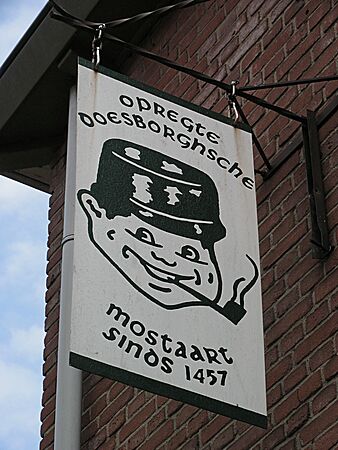 OPREGTE
DOESBORGHSCHE
MOSTAART
SINDS 1457